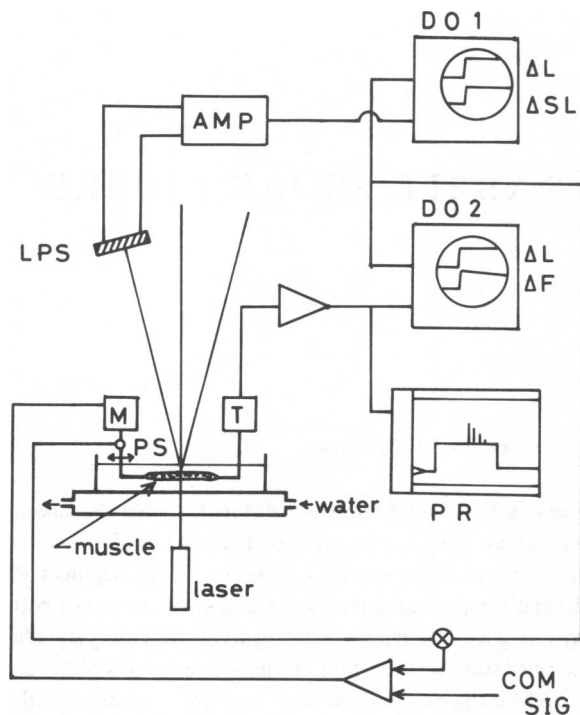 DO1
ΔL
ΔSL
AMP
LPS
DO2
ΔL
ΔF
M
T
PS
water
muscle
PR
laser
COM
SIG